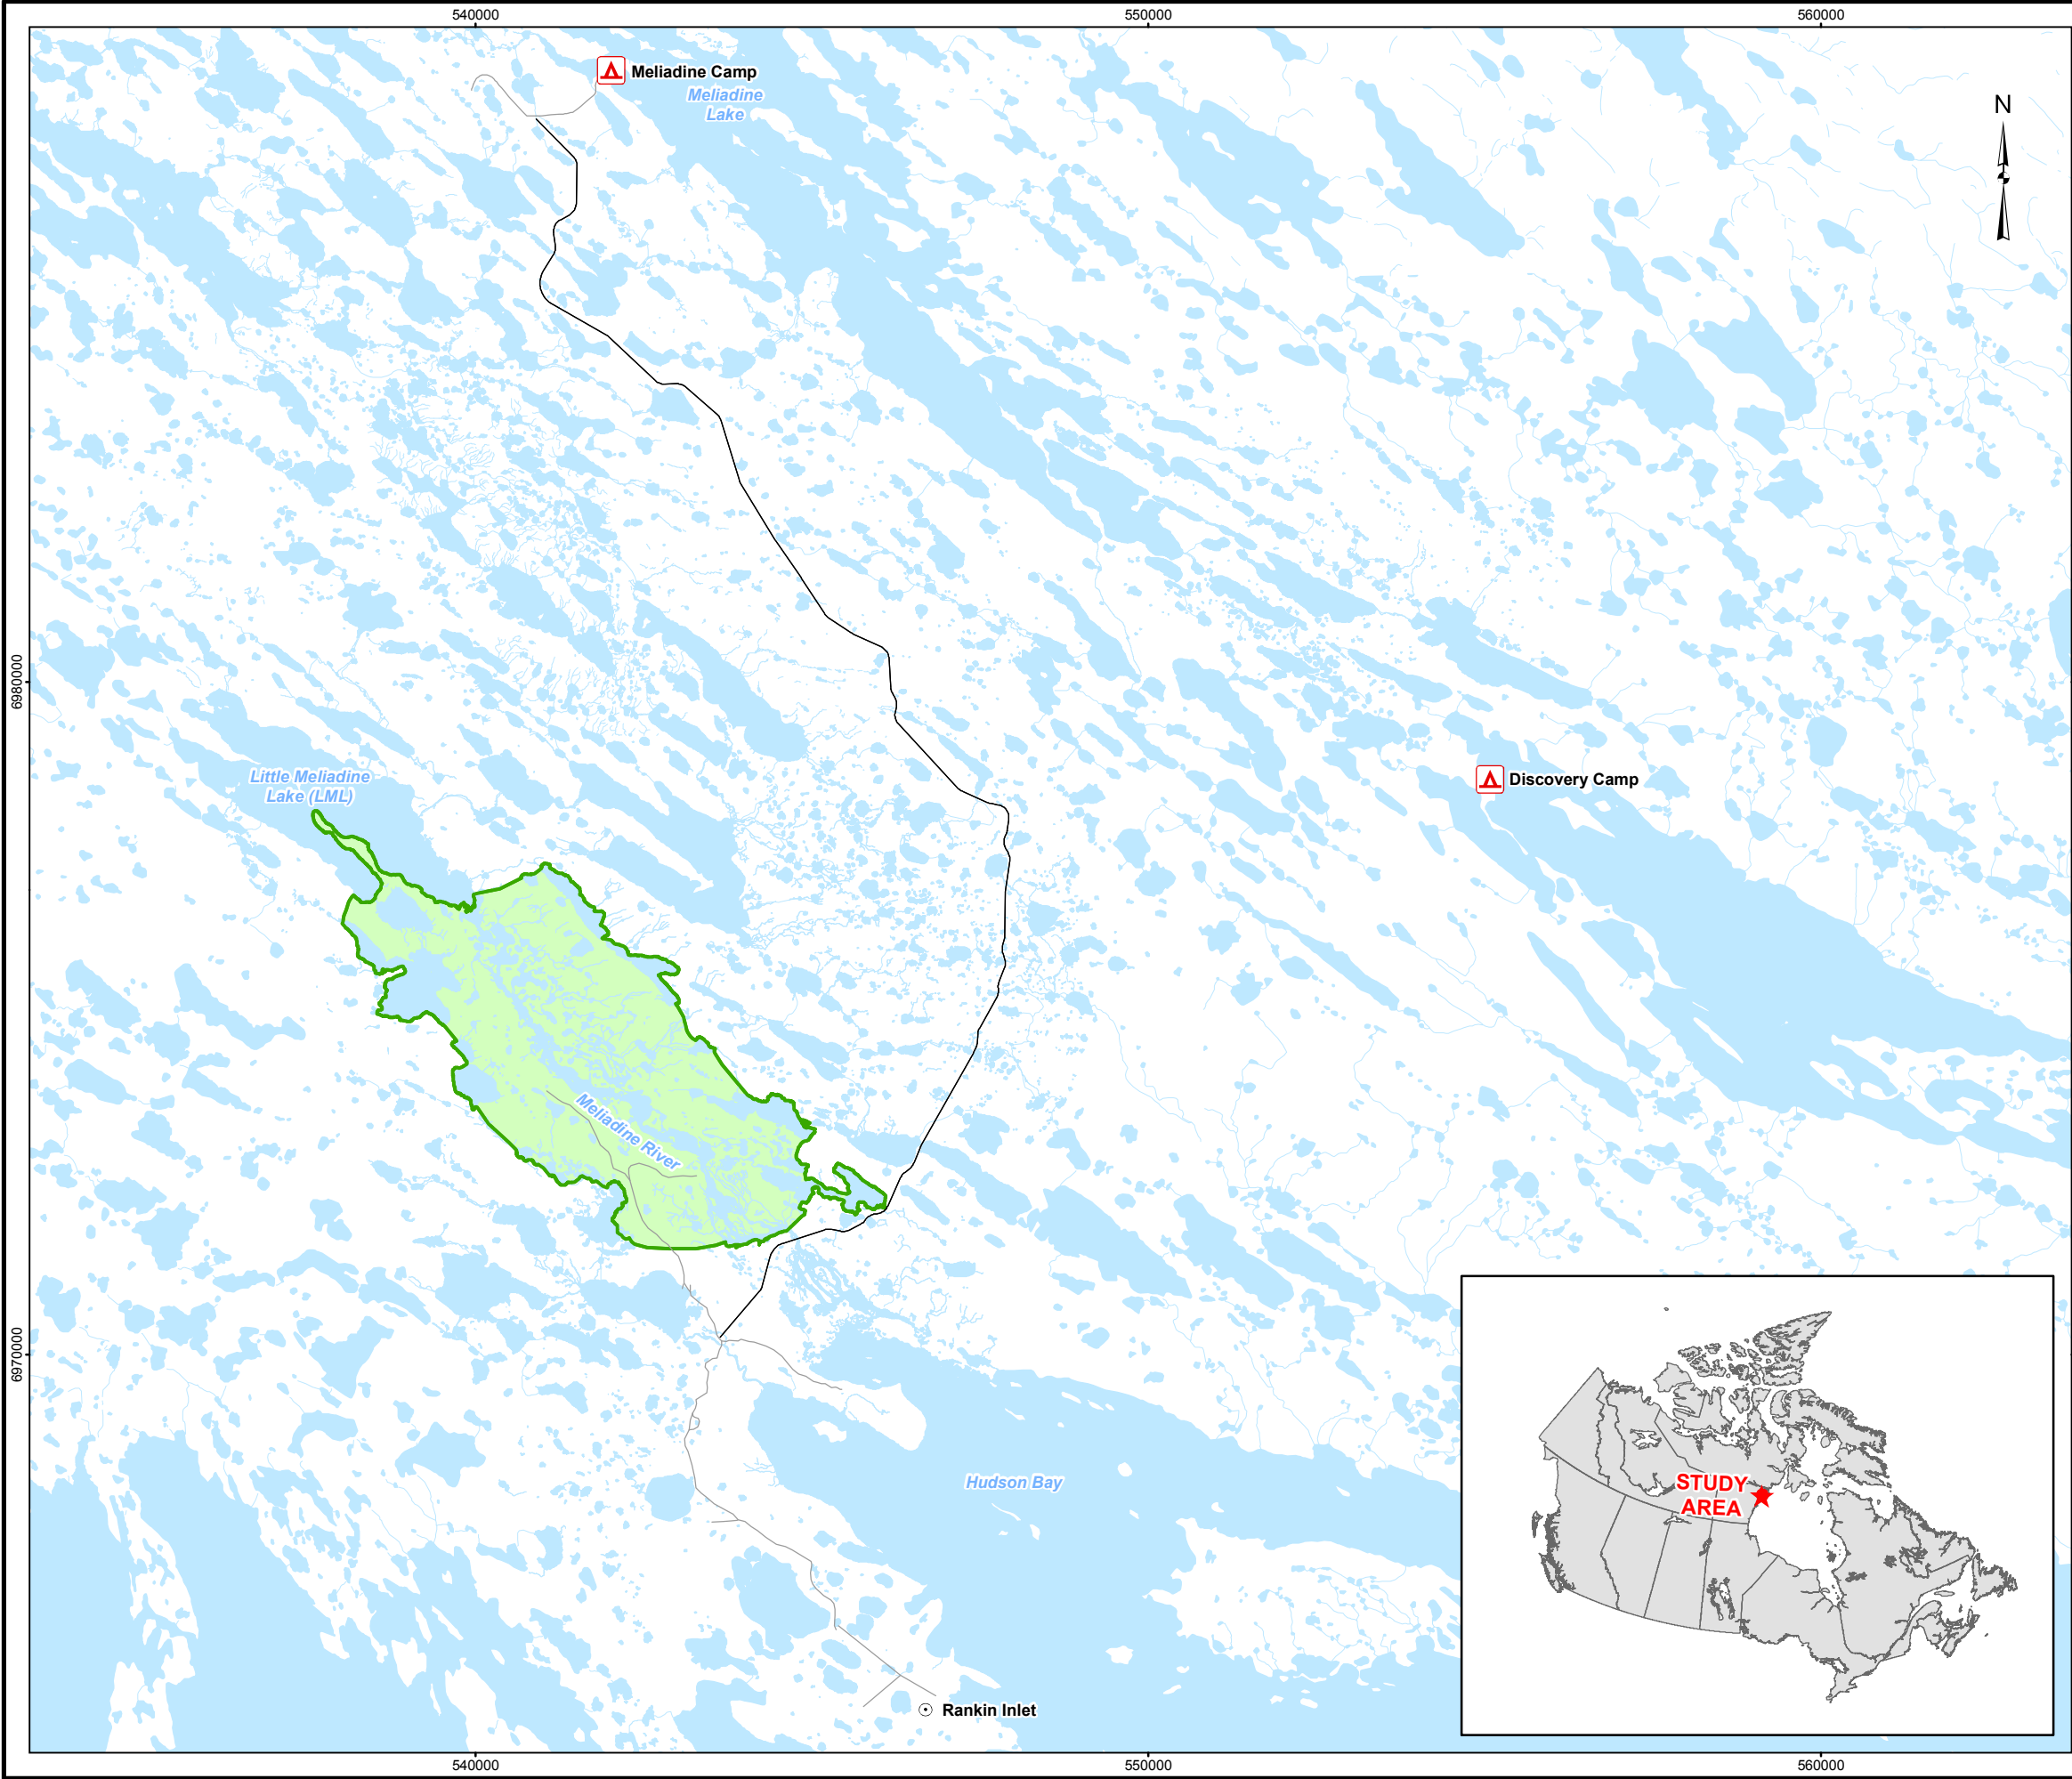 540000
550000
560000
Meliadine Camp
Meliadine
Lake
N
6980000
Little Meliadine
Lake (LML)
Discovery Camp
Meliadine River
6970000
Hudson Bay
STUDY
AREA
Rankin Inlet
540000
550000
560000